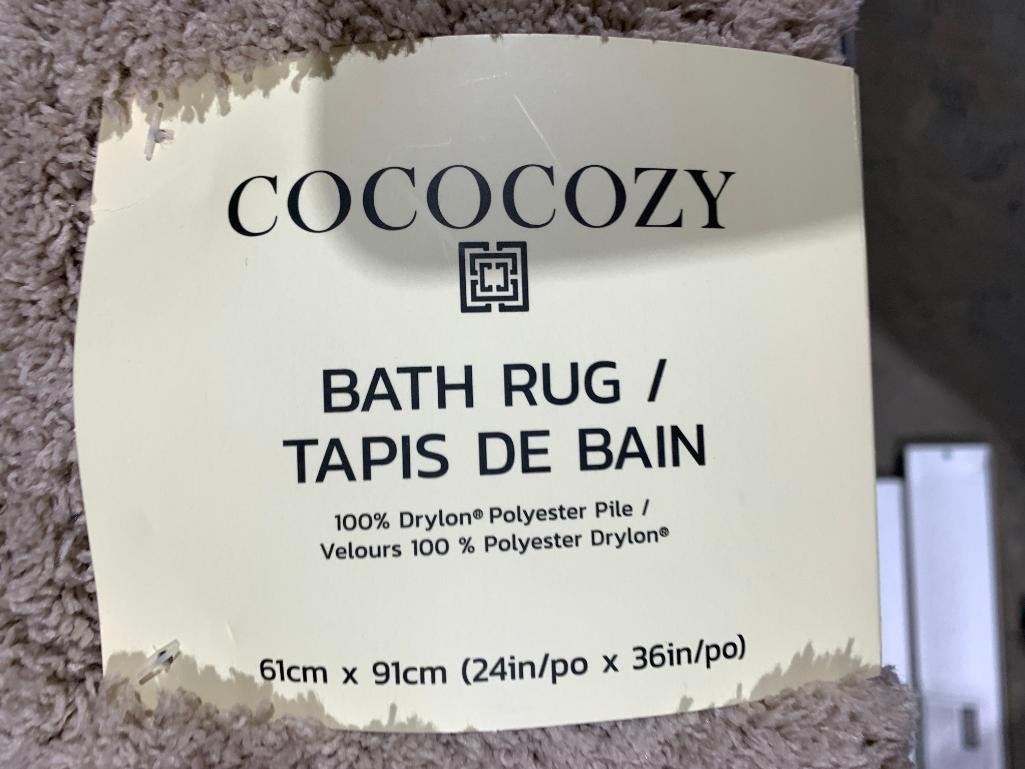 COCOCOZY
BATH RUG /
TAPIS DE BAIN
100% Drylon® Polyester Pile /
Velours 100 % Polyester Drylon®
61cm x 91cm (24in/po x 36in/po)